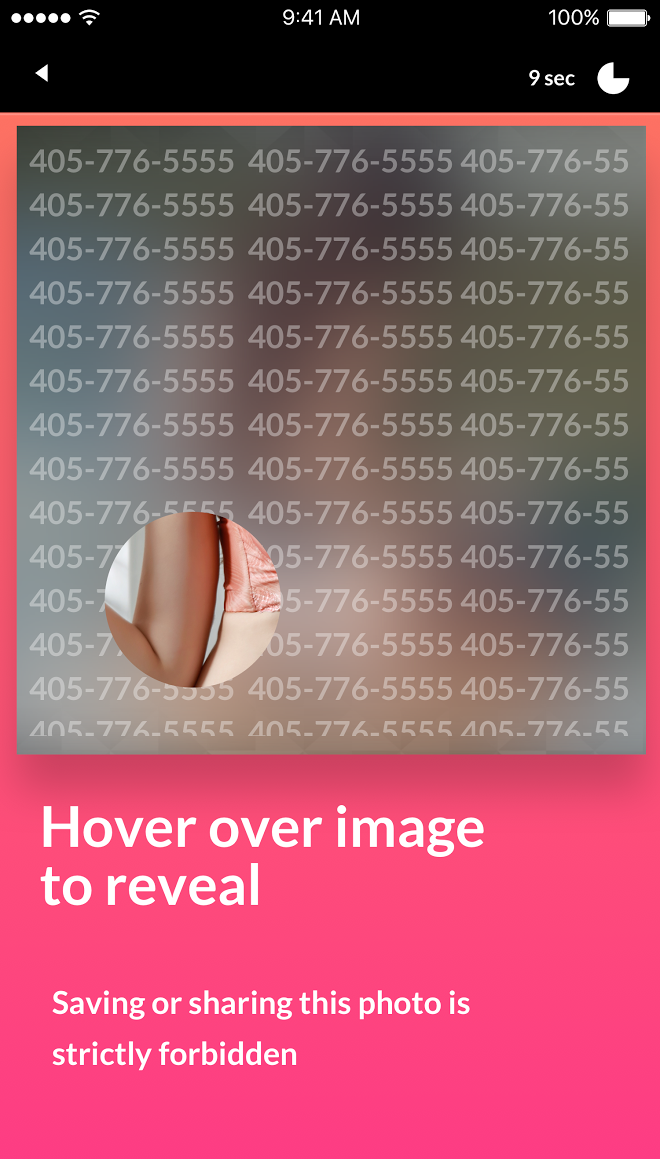 9:41 AM 100%
9 sec
405-776-5555 405-776-5555 405-776-55
405-776-5555 405-776-5555 405-776-55
405-776-5555 405-776-5555 405-776-55
405-776-5555 405-776-5555 405-776-55
405-776-5555 405-776-5555 405-776-55
405-776-5555 405-776-5555 405-776-55
405-776-5555 405-776-5555 405-776-55
405-776-5555 405-776-5555 405-776-55
405-776-5555 405-776-5555 405-776-55
405-77 05-776-5555 405-776-55
405-7 5-776-5555 405-776-55
405-7 05-776-5555 405-776-55
405-776-5555 405-776-5555 405-776-55
405-776-5555 405-776-5555 405-776-55
Hover over image
to reveal
Saving or sharing this photo is
strictly forbidden